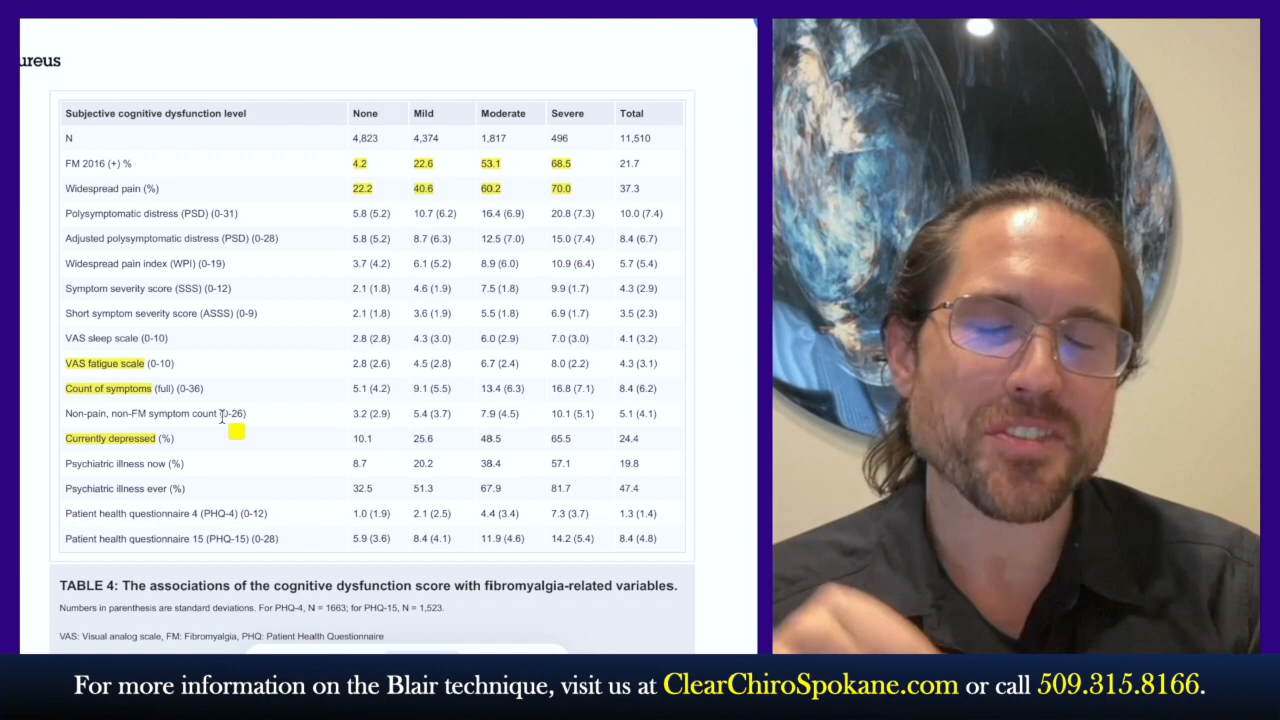 ureus
Subjective cognitive dysfunction level None Mild Moderate Severe Total
N 4,823 4,374 1,817 496 11,510
FM 2016 (+) % 4.2 22.6 53.1 68.5 21.7
Widespread pain (%) 22.2 40.6 60.2 70.0 37.3
Polysymptomatic distress (PSD) (0-31) 5.8 (5.2) 10.7 (6.2) 16.4 (6.9) 20.8 (7.3) 10.0 (7.4)
Adjusted polysymptomatic distress (PSD) (0-28) 5.8 (5.2) 8.7 (6.3) 12.5 (7.0) 15.0 (7.4) 8.4 (6.7)
Widespread pain index (WPI) (0-19) 3.7 (4.2) 6.1 (5.2) 8.9 (6.0) 10.9 (6.4) 5.7 (5.4)
Symptom severity score (SSS) (0-12) 2.1 (1.8) 4.6 (1.9) 7.5 (1.8) 9.9 (1.7) 4.3 (2.9)
Short symptom severity score (ASSS) (0-9) 2.1 (1.8) 3.6 (1.9) 5.5 (1.8) 6.9 (1.7) 3.5 (2.3)
VAS sleep scale (0-10) 2.8 (2.8) 4.3 (3.0) 6.0 (2.9) 7.0 (3.0) 4.1 (3.2)
VAS fatigue scale (0-10) 2.8 (2.6) 4.5 (2.8) 6.7 (2.4) 8.0 (2.2) 4.3 (3.1)
Count of symptoms (full) (0-36) 5.1 (4.2) 9.1 (5.5) 13.4 (6.3) 16.8 (7.1) 8.4 (6.2)
Non-pain, non-FM symptom count (0-26) 3.2 (2.9) 5.4 (3.7) 7.9 (4.5) 10.1 (5.1) 5.1 (4.1)
Currently depressed (%) 10.1 25.6 48.5 65.5 24.4
Psychiatric illness now (%) 8.7 20.2 38.4 57.1 19.8
Psychiatric illness ever (%) 32.5 51.3 67.9 81.7 47.4
Patient health questionnaire 4 (PHQ-4) (0-12) 1.0 (1.9) 2.1 (2.5) 4.4 (3.4) 7.3 (3.7) 1.3 (1.4)
Patient health questionnaire 15 (PHQ-15) (0-28) 5.9 (3.6) 8.4 (4.1) 11.9 (4.6) 14.2 (5.4) 8.4 (4.8)
TABLE 4: The associations of the cognitive dysfunction score with fibromyalgia-related variables.
Numbers in parenthesis are standard deviations. For PHQ-4, N = 1663; for PHQ-15, N = 1,523.
VAS: Visual analog scale, FM: Fibromyalgia, PHQ: Patient Health Questionnaire
For more information on the Blair technique, visit us at ClearChiroSpokane.com or call 509.315.8166.